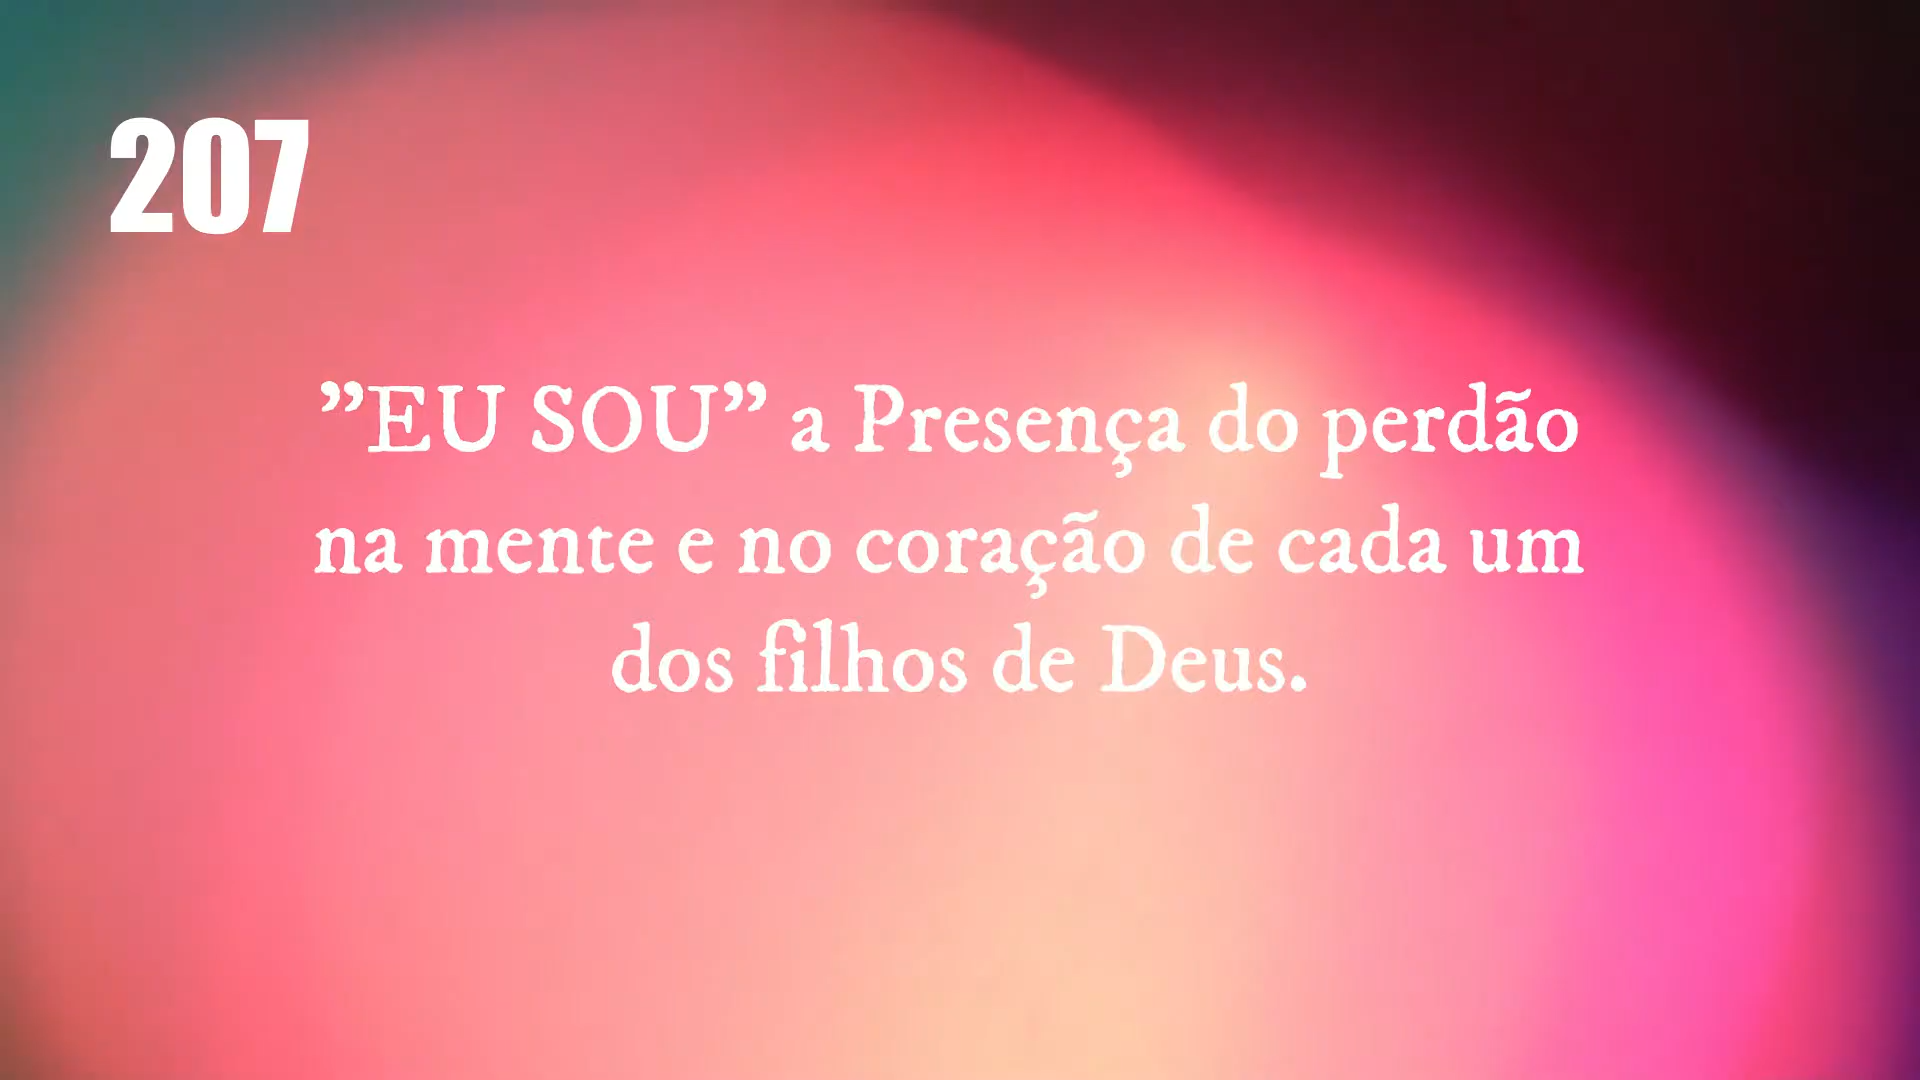 207
”EU SOU” a Presença do perdão
na mente e no coração de cada um
dos filhos de Deus.